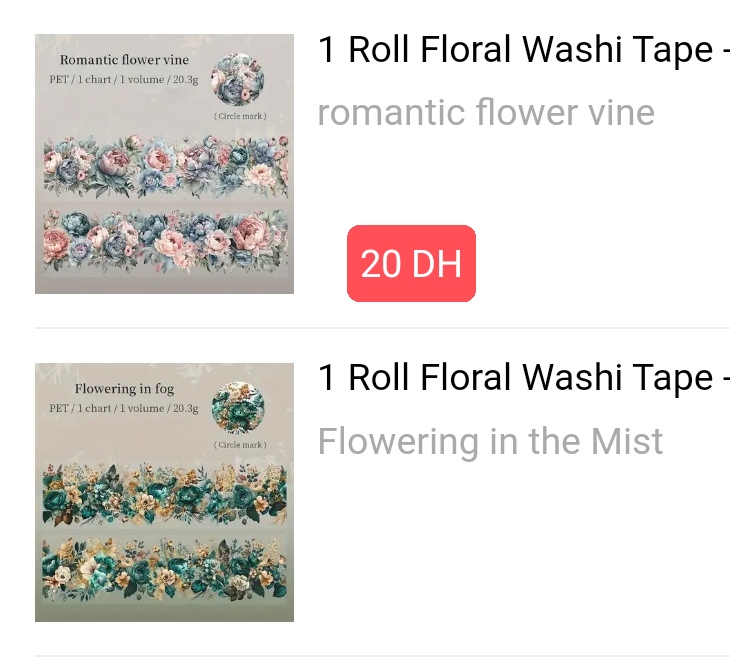 Romantic flower vine
PET / 1 chart / 1 volume / 20.3g
( Circle mark )
1 Roll Floral Washi Tape -
romantic flower vine
20 DH
Flowering in fog
PET / 1 chart / 1 volume / 20.3g
( Circle mark )
1 Roll Floral Washi Tape -
Flowering in the Mist